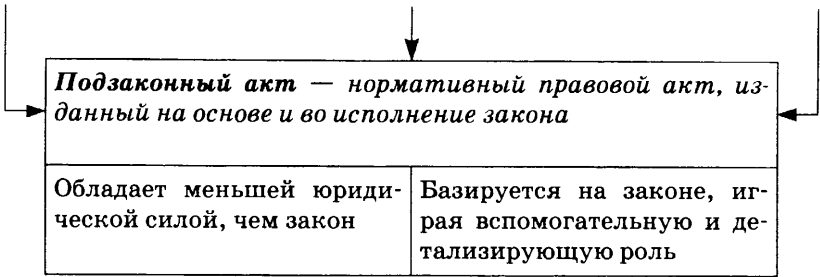 Подзаконный акт — нормативный правовой акт, из-
данный на основе и во исполнение закона
Обладает меньшей юриди-
ческой силой, чем закон
Базируется на законе, иг-
рая вспомогательную и де-
тализирующую роль